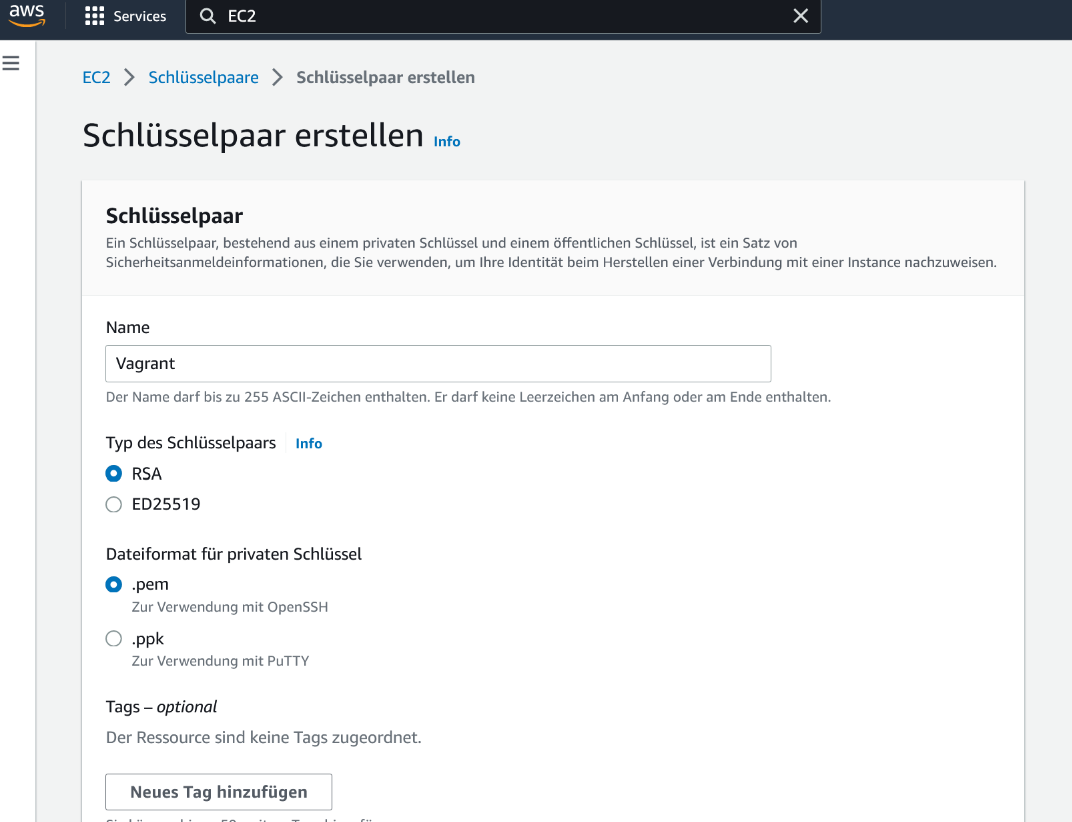 aws
Services
EC2
EC2 > Schlüsselpaare > Schlüsselpaar erstellen
Schlüsselpaar erstellen Info
Schlüsselpaar
Ein Schlüsselpaar, bestehend aus einem privaten Schlüssel und einem öffentlichen Schlüssel, ist ein Satz von
Sicherheitsanmeldeinformationen, die Sie verwenden, um Ihre Identität beim Herstellen einer Verbindung mit einer Instance nachzuweisen.
Name
Vagrant
Der Name darf bis zu 255 ASCII-Zeichen enthalten. Er darf keine Leerzeichen am Anfang oder am Ende enthalten.
Typ des Schlüsselpaars Info
RSA
ED25519
Dateiformat für privaten Schlüssel
.pem
Zur Verwendung mit OpenSSH
.ppk
Zur Verwendung mit PuTTY
Tags – optional
Der Ressource sind keine Tags zugeordnet.
Neues Tag hinzufügen